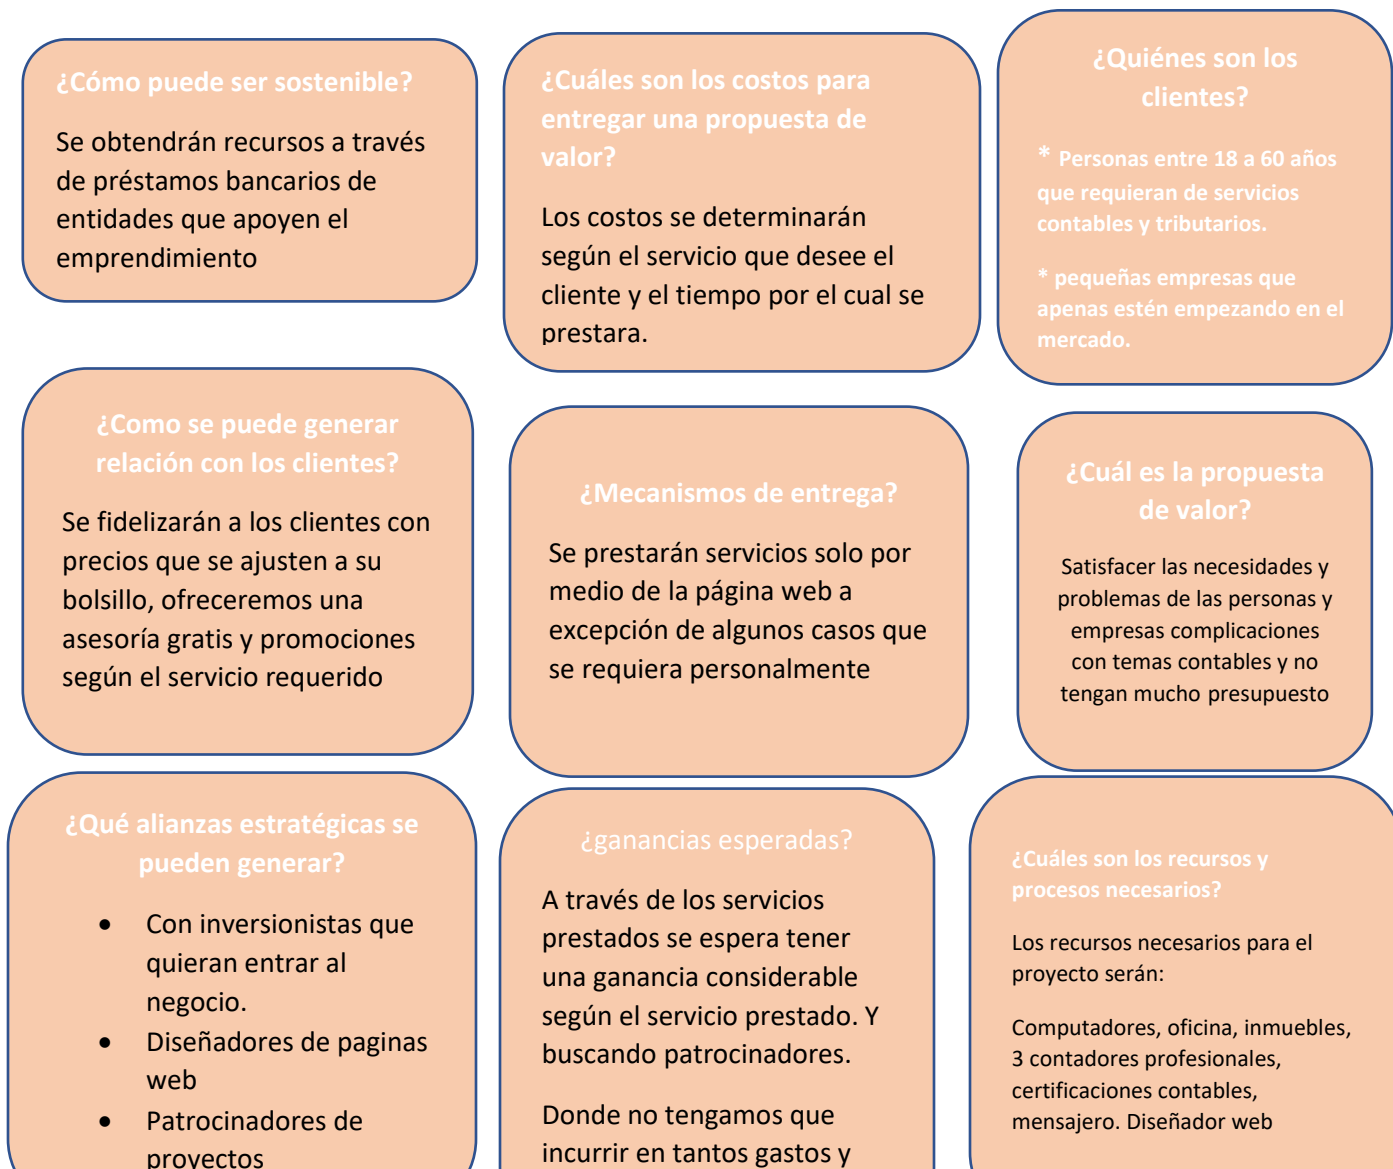 ¿Cómo puede ser sostenible?
Se obtendrán recursos a través
de préstamos bancarios de
entidades que apoyen el
emprendimiento
¿Cuáles son los costos para
entregar una propuesta de
valor?
Los costos se determinarán
según el servicio que desee el
cliente y el tiempo por el cual se
prestara.
¿Quiénes son los
clientes?
* Personas entre 18 a 60 años
que requieran de servicios
contables y tributarios.
* pequeñas empresas que
apenas estén empezando en el
mercado.
¿Como se puede generar
relación con los clientes?
Se fidelizarán a los clientes con
precios que se ajusten a su
bolsillo, ofreceremos una
asesoría gratis y promociones
según el servicio requerido
¿Mecanismos de entrega?
Se prestarán servicios solo por
medio de la página web a
excepción de algunos casos que
se requiera personalmente
¿Cuál es la propuesta
de valor?
Satisfacer las necesidades y
problemas de las personas y
empresas complicaciones
con temas contables y no
tengan mucho presupuesto
¿Qué alianzas estratégicas se
pueden generar?
• Con inversionistas que
quieran entrar al
negocio.
• Diseñadores de paginas
web
• Patrocinadores de
proyectos
¿ganancias esperadas?
A través de los servicios
prestados se espera tener
una ganancia considerable
según el servicio prestado. Y
buscando patrocinadores.
Donde no tengamos que
incurrir en tantos gastos y
¿Cuáles son los recursos y
procesos necesarios?
Los recursos necesarios para el
proyecto serán:
Computadores, oficina, inmuebles,
3 contadores profesionales,
certificaciones contables,
mensajero. Diseñador web